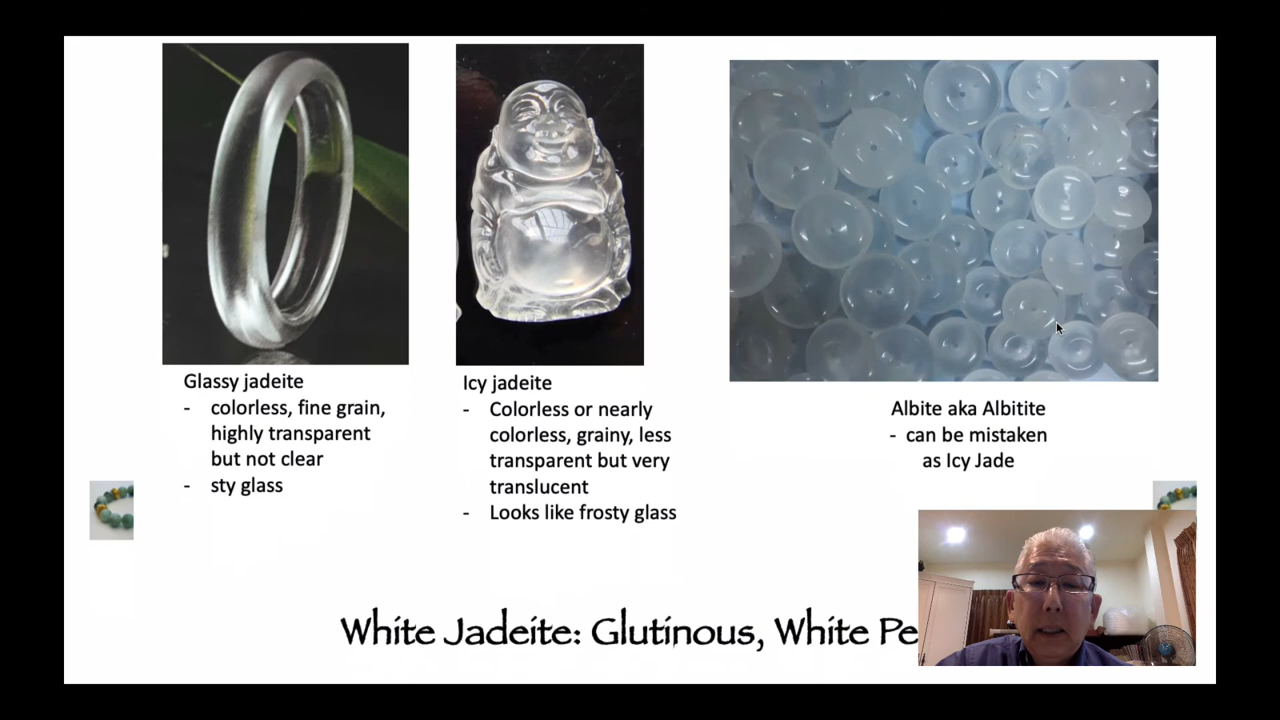 Glassy jadeite
- colorless, fine grain,
highly transparent
but not clear
- sty glass
Icy jadeite
- Colorless or nearly
colorless, grainy, less
transparent but very
translucent
- Looks like frosty glass
Albite aka Albitite
- can be mistaken
as Icy Jade
White Jadeite: Glutinous, White Pe